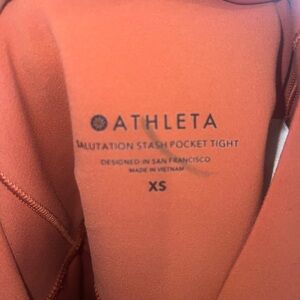 ATHLETA
SALUTATION STASH POCKET TIGHT
DESIGNED IN SAN FRANCISCO
MADE IN VIETNAM
XS